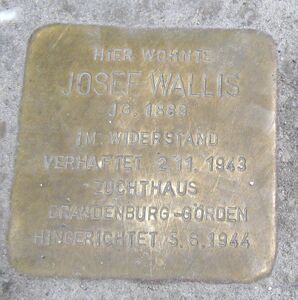 HIER WOHNTE
JOSEF WALLIS
JG. 1883
IM WIDERSTAND
VERHAFTET 2.11. 1943
ZUCHTHAUS
BRANDENBURG-GÖRDEN
HINGERICHTET 5.6.1944